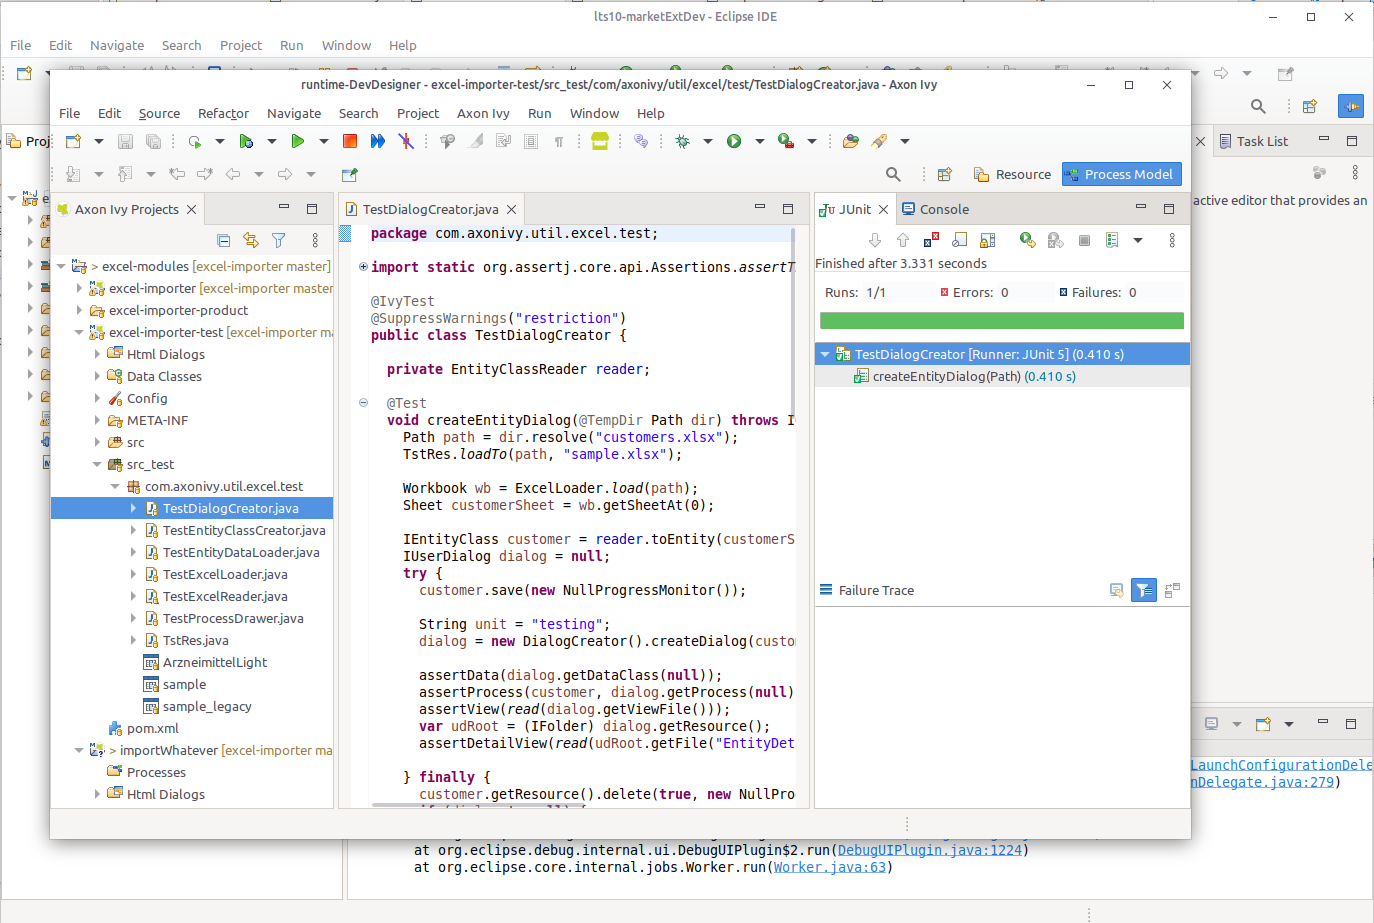 lts10-marketExtDev - Eclipse IDE
File Edit Navigate Search Project Run Window Help
runtime-DevDesigner - excel-importer-test/src_test/com/axonivy/util/excel/test/TestDialogCreator.java - Axon Ivy
File Edit Source Refactor Navigate Search Project Axon Ivy Run Window Help
Resource Process Model
Proj
Task List
active editor that provides an
Axon Ivy Projects
> excel-modules [excel-importer master]
excel-importer [excel-importer master
excel-importer-product
excel-importer-test [excel-importer ma
Html Dialogs
Data Classes
Config
META-INF
src
src_test
com.axonivy.util.excel.test
TestDialogCreator.java
TestEntityClassCreator.java
TestEntityDataLoader.java
TestExcelLoader.java
TestExcelReader.java
TestProcessDrawer.java
TstRes.java
ArzneimittelLight
sample
sample_legacy
pom.xml
> importWhatever [excel-importer ma
Processes
Html Dialogs
TestDialogCreator.java
package com.axonivy.util.excel.test;
import static org.assertj.core.api.Assertions.assertT
@IvyTest
@SuppressWarnings("restriction")
public class TestDialogCreator {
private EntityClassReader reader;
@Test
void createEntityDialog(@TempDir Path dir) throws I
Path path = dir.resolve("customers.xlsx");
TstRes.loadTo(path, "sample.xlsx");
Workbook wb = ExcelLoader.load(path);
Sheet customerSheet = wb.getSheetAt(0);
IEntityClass customer = reader.toEntity(customerS
IUserDialog dialog = null;
try {
customer.save(new NullProgressMonitor());
String unit = "testing";
dialog = new DialogCreator().createDialog(custo
assertData(dialog.getDataClass(null));
assertProcess(customer, dialog.getProcess(null)
assertView(read(dialog.getViewFile()));
var udRoot = (IFolder) dialog.getResource();
assertDetailView(read(udRoot.getFile("EntityDet
} finally {
customer.getResource().delete(true, new NullPro
JUnit
Console
Finished after 3.331 seconds
Runs: 1/1 Errors: 0 Failures: 0
TestDialogCreator [Runner: JUnit 5] (0.410 s)
createEntityDialog(Path) (0.410 s)
Failure Trace
LaunchConfigurationDele
nDelegate.java:279)
at org.eclipse.debug.internal.ui.DebugUIPlugin$2.run(DebugUIPlugin.java:1224)
at org.eclipse.core.internal.jobs.Worker.run(Worker.java:63)